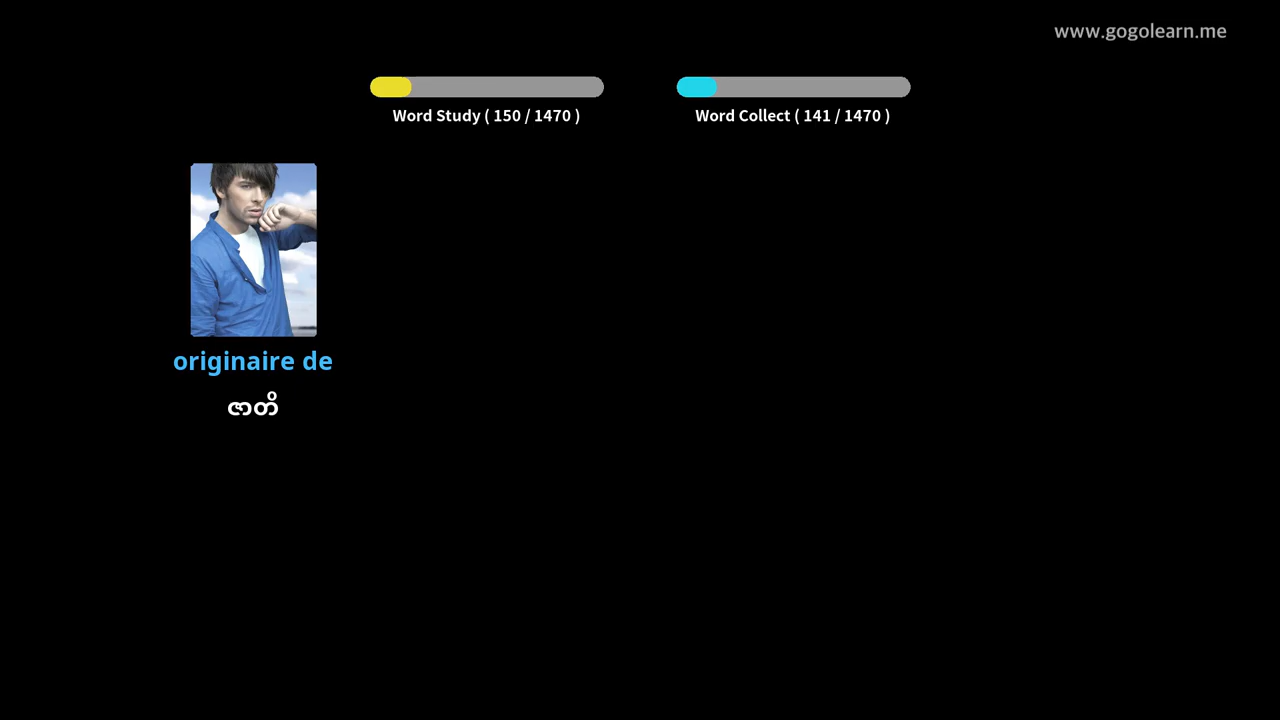 www.gogolearn.me
Word Study ( 150 / 1470 )
Word Collect ( 141 / 1470 )
originaire de
ဇာတိ